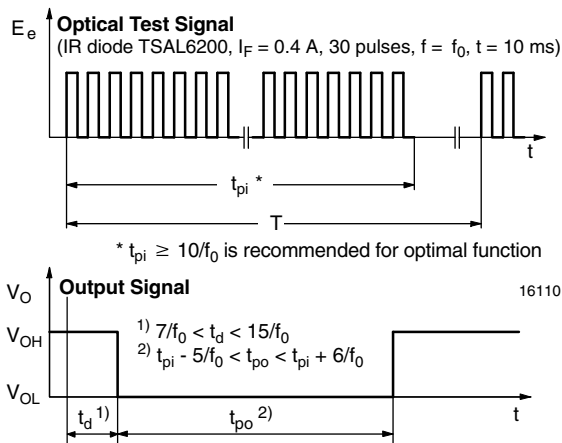 E_e Optical Test Signal
(IR diode TSAL6200, I_F = 0.4 A, 30 pulses, f = f_0, t = 10 ms)
t
t_pi *
T
* t_pi ≥ 10/f_0 is recommended for optimal function
V_O Output Signal 16110
V_OH
1) 7/f_0 < t_d < 15/f_0
2) t_pi - 5/f_0 < t_po < t_pi + 6/f_0
V_OL
t_d 1) t_po 2) t